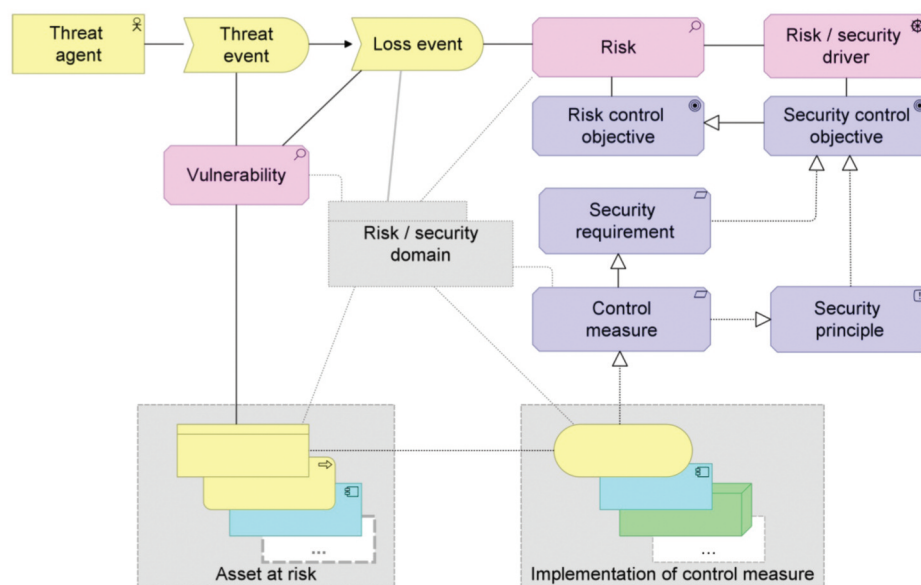 Threat
agent
Threat
event
Loss event
Risk
Risk / security
driver
Risk control
objective
Security control
objective
Vulnerability
Risk / security
domain
Security
requirement
Control
measure
Security
principle
...
Asset at risk
...
Implementation of control measure